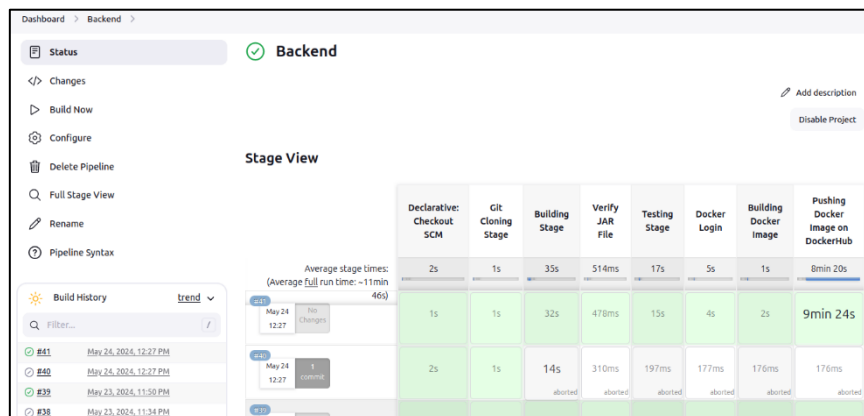 Dashboard > Backend >
Status
Changes
Build Now
Configure
Delete Pipeline
Full Stage View
Rename
Pipeline Syntax
Build History trend
Filter... /
#41 May 24, 2024, 12:27 PM
#40 May 24, 2024, 12:27 PM
#39 May 23, 2024, 11:50 PM
#38 May 23, 2024, 11:34 PM
Backend
Add description
Disable Project
Stage View
Declarative: Checkout SCM
Git Cloning Stage
Building Stage
Verify JAR File
Testing Stage
Docker Login
Building Docker Image
Pushing Docker Image on DockerHub
Average stage times: 2s 1s 35s 514ms 17s 5s 1s 8min 20s
(Average full run time: ~11min
46s)
#41
May 24 12:27 No Changes 1s 1s 32s 478ms 15s 4s 2s 9min 24s
#40
May 24 12:27 1 commit 2s 1s 14s 310ms 197ms 177ms 176ms 176ms
aborted aborted aborted aborted aborted aborted
#39